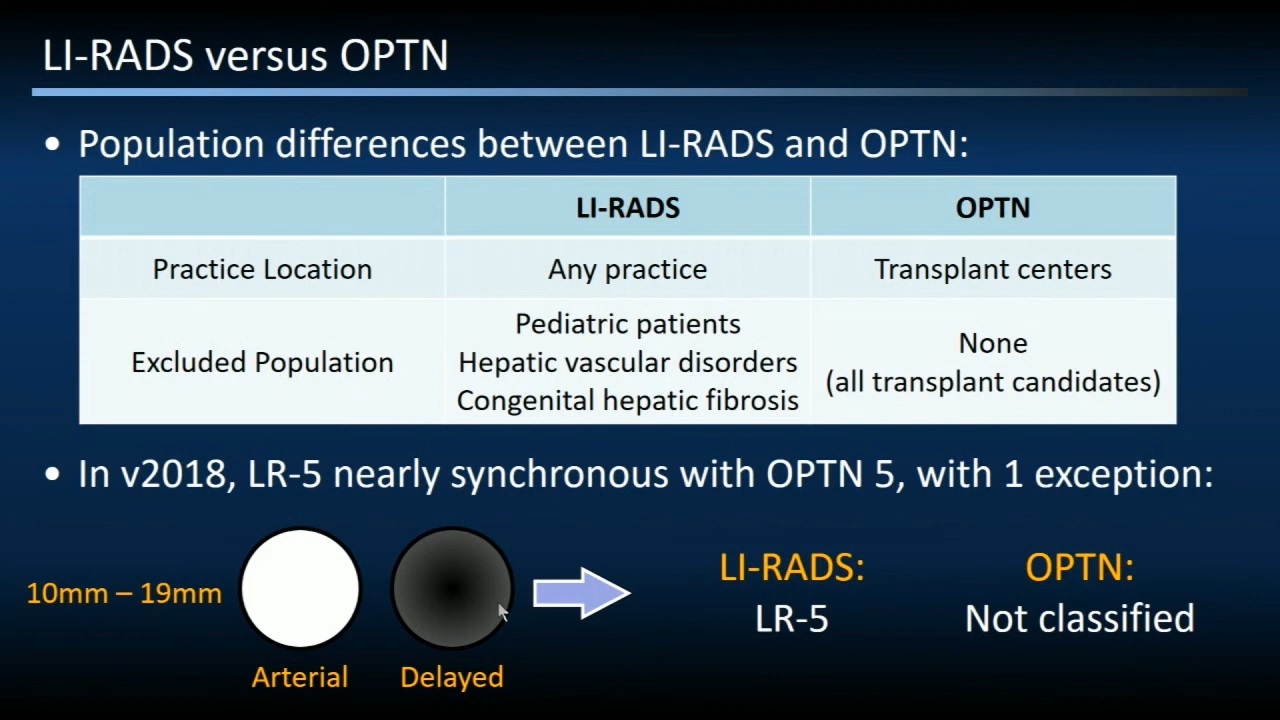 LI-RADS versus OPTN
• Population differences between LI-RADS and OPTN:
LI-RADS OPTN
Practice Location Any practice Transplant centers
Excluded Population
Pediatric patients
Hepatic vascular disorders
Congenital hepatic fibrosis
None
(all transplant candidates)
• In v2018, LR-5 nearly synchronous with OPTN 5, with 1 exception:
10mm – 19mm
Arterial Delayed
LI-RADS:
LR-5
OPTN:
Not classified